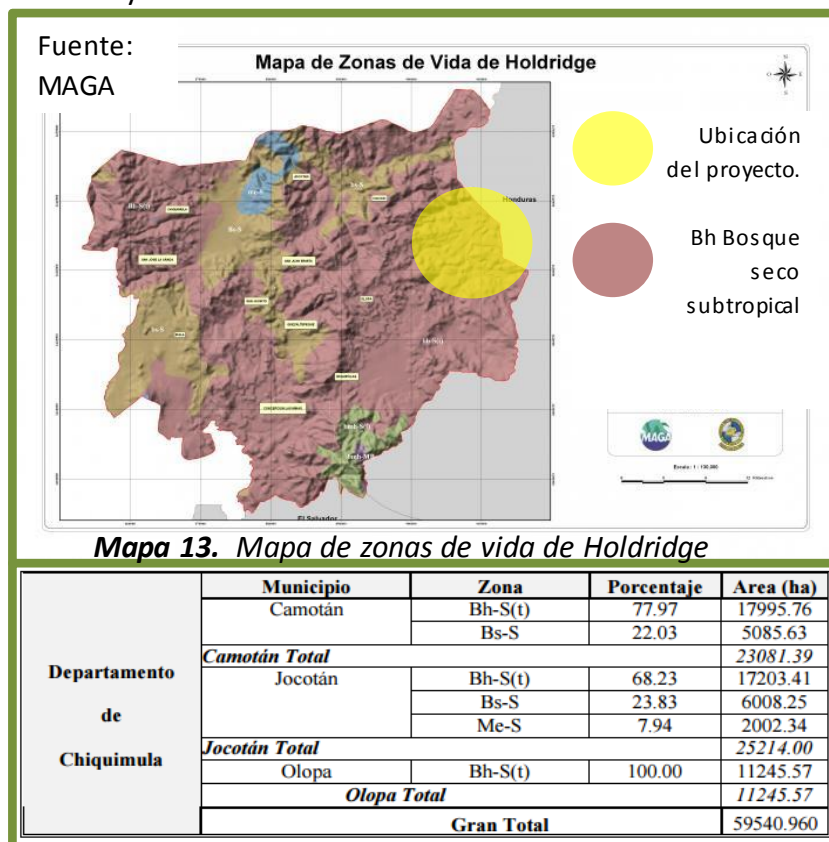 Fuente:
MAGA
Mapa de Zonas de Vida de Holdridge
Ubicación
del proyecto.
Honduras
Bh Bosque
seco
subtropical
Bh-S(t)
Bs-S
MAGA
El Salvador
Mapa 13. Mapa de zonas de vida de Holdridge
Municipio Zona Porcentaje Area (ha)
Departamento
de
Chiquimula
Camotán Bh-S(t) 77.97 17995.76
Bs-S 22.03 5085.63
Camotán Total 23081.39
Jocotán Bh-S(t) 68.23 17203.41
Bs-S 23.83 6008.25
Me-S 7.94 2002.34
Jocotán Total 25214.00
Olopa Bh-S(t) 100.00 11245.57
Olopa Total 11245.57
Gran Total 59540.960